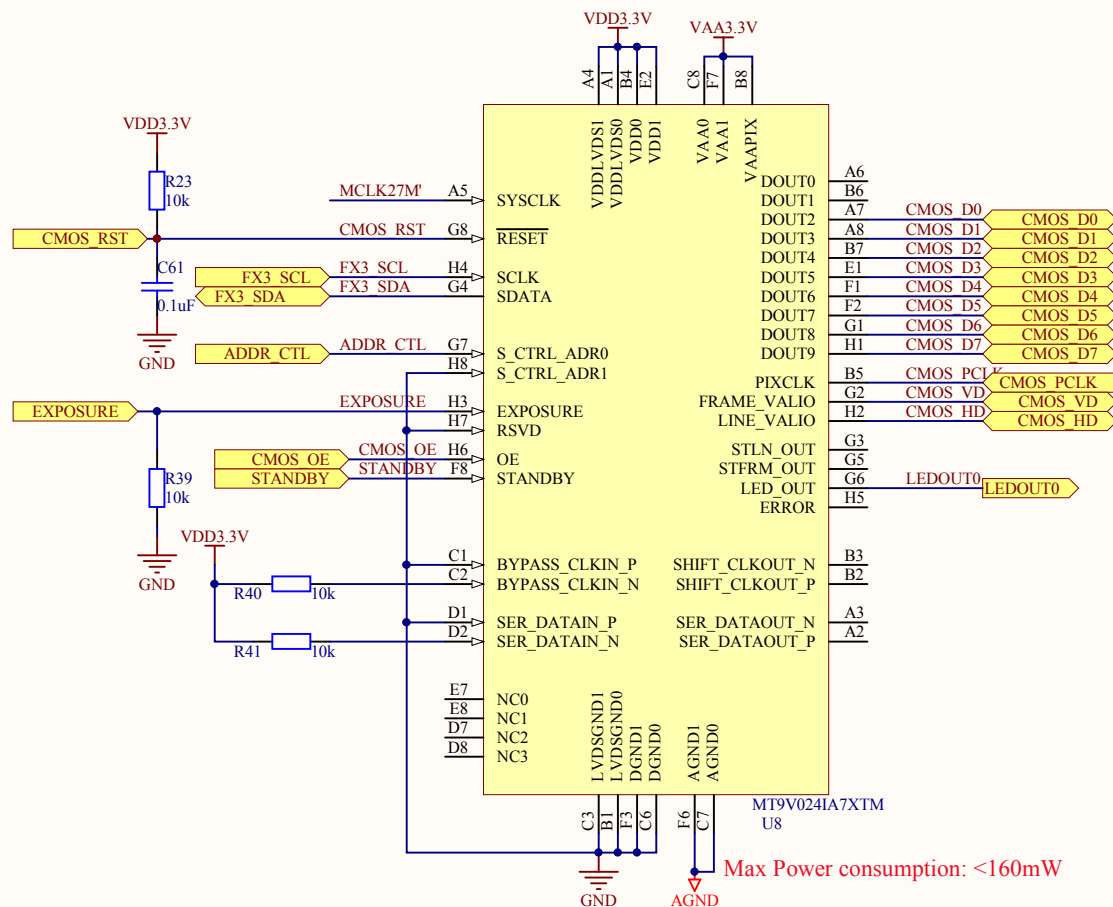 VDD3.3V
VAA3.3V
A4 A1 B4 E2 C8 F7 B8
VDDLVDS1 VDDLVDS0 VDD0 VDD1 VAA0 VAA1 VAAPIX
VDD3.3V
R23
10k
MCLK27M' A5 SYSCLK
CMOS_RST CMOS_RST G8 RESET
C61
0.1uF
GND
FX3_SCL FX3_SCL H4 SCLK
FX3_SDA FX3_SDA G4 SDATA
ADDR_CTL ADDR_CTL G7 S_CTRL_ADR0
H8 S_CTRL_ADR1
EXPOSURE EXPOSURE H3 EXPOSURE
H7 RSVD
CMOS_OE CMOS_OE H6 OE
STANDBY STANDBY F8 STANDBY
R39
10k
GND
VDD3.3V
C1 BYPASS_CLKIN_P
R40 10k C2 BYPASS_CLKIN_N
D1 SER_DATAIN_P
R41 10k D2 SER_DATAIN_N
E7 NC0
E8 NC1
D7 NC2
D8 NC3
DOUT0 A6
DOUT1 B6
DOUT2 A7 CMOS_D0 CMOS_D0
DOUT3 A8 CMOS_D1 CMOS_D1
DOUT4 B7 CMOS_D2 CMOS_D2
DOUT5 E1 CMOS_D3 CMOS_D3
DOUT6 F1 CMOS_D4 CMOS_D4
DOUT7 F2 CMOS_D5 CMOS_D5
DOUT8 G1 CMOS_D6 CMOS_D6
DOUT9 H1 CMOS_D7 CMOS_D7
PIXCLK B5 CMOS_PCLK CMOS_PCLK
FRAME_VALIO G2 CMOS_VD CMOS_VD
LINE_VALIO H2 CMOS_HD CMOS_HD
STLN_OUT G3
STFRM_OUT G5
LED_OUT G6 LEDOUT0 LEDOUT0
ERROR H5
SHIFT_CLKOUT_N B3
SHIFT_CLKOUT_P B2
SER_DATAOUT_N A3
SER_DATAOUT_P A2
LVDSGND1 LVDSGND0 DGND1 DGND0 AGND1 AGND0
C3 B1 F3 C6 F6 C7
MT9V024IA7XTM
U8
GND
AGND
Max Power consumption: <160mW